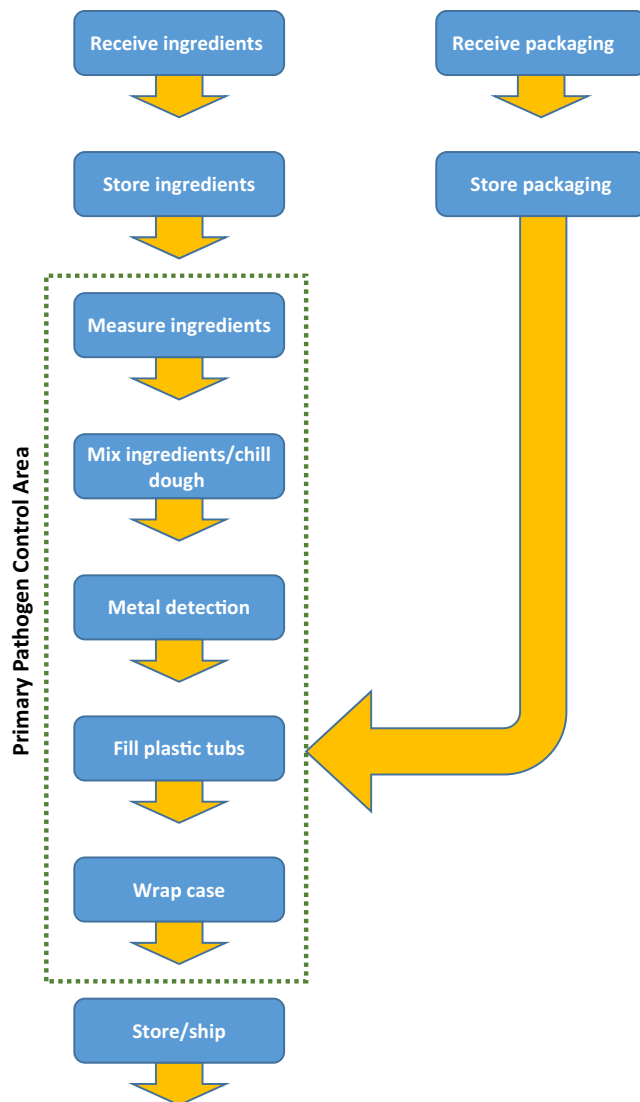 Receive ingredients
Receive packaging
Store ingredients
Store packaging
Primary Pathogen Control Area
Measure ingredients
Mix ingredients/chill
dough
Metal detection
Fill plastic tubs
Wrap case
Store/ship